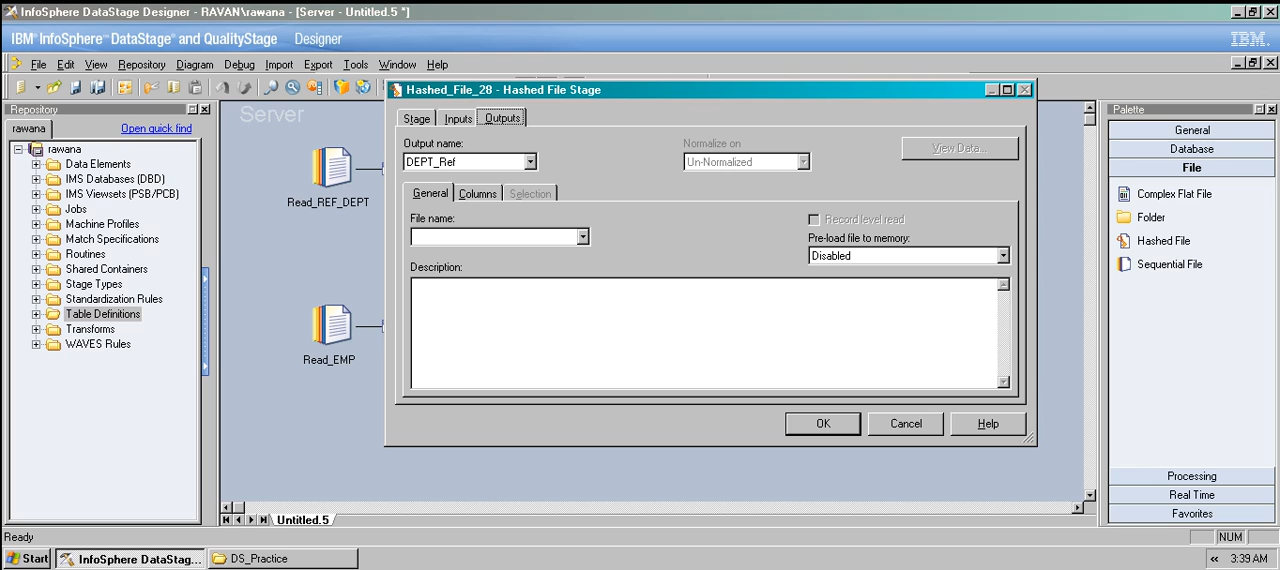 InfoSphere DataStage Designer - RAVAN\rawana - [Server - Untitled.5 *]
IBM® InfoSphere™ DataStage® and QualityStage Designer
IBM.
File Edit View Repository Diagram Debug Import Export Tools Window Help
Repository
rawana Open quick find
rawana
Data Elements
IMS Databases (DBD)
IMS Viewsets (PSB/PCB)
Jobs
Machine Profiles
Match Specifications
Routines
Shared Containers
Stage Types
Standardization Rules
Table Definitions
Transforms
WAVES Rules
Server
Read_REF_DEPT
Read_EMP
Hashed_File_28 - Hashed File Stage
Stage Inputs Outputs
Output name: Normalize on
DEPT_Ref Un-Normalized View Data...
General Columns Selection
File name: Record level read
Pre-load file to memory:
Disabled
Description:
OK Cancel Help
Palette
General
Database
File
Complex Flat File
Folder
Hashed File
Sequential File
Processing
Real Time
Favorites
Untitled.5
Ready NUM
Start InfoSphere DataStag... DS_Practice « 3:39 AM